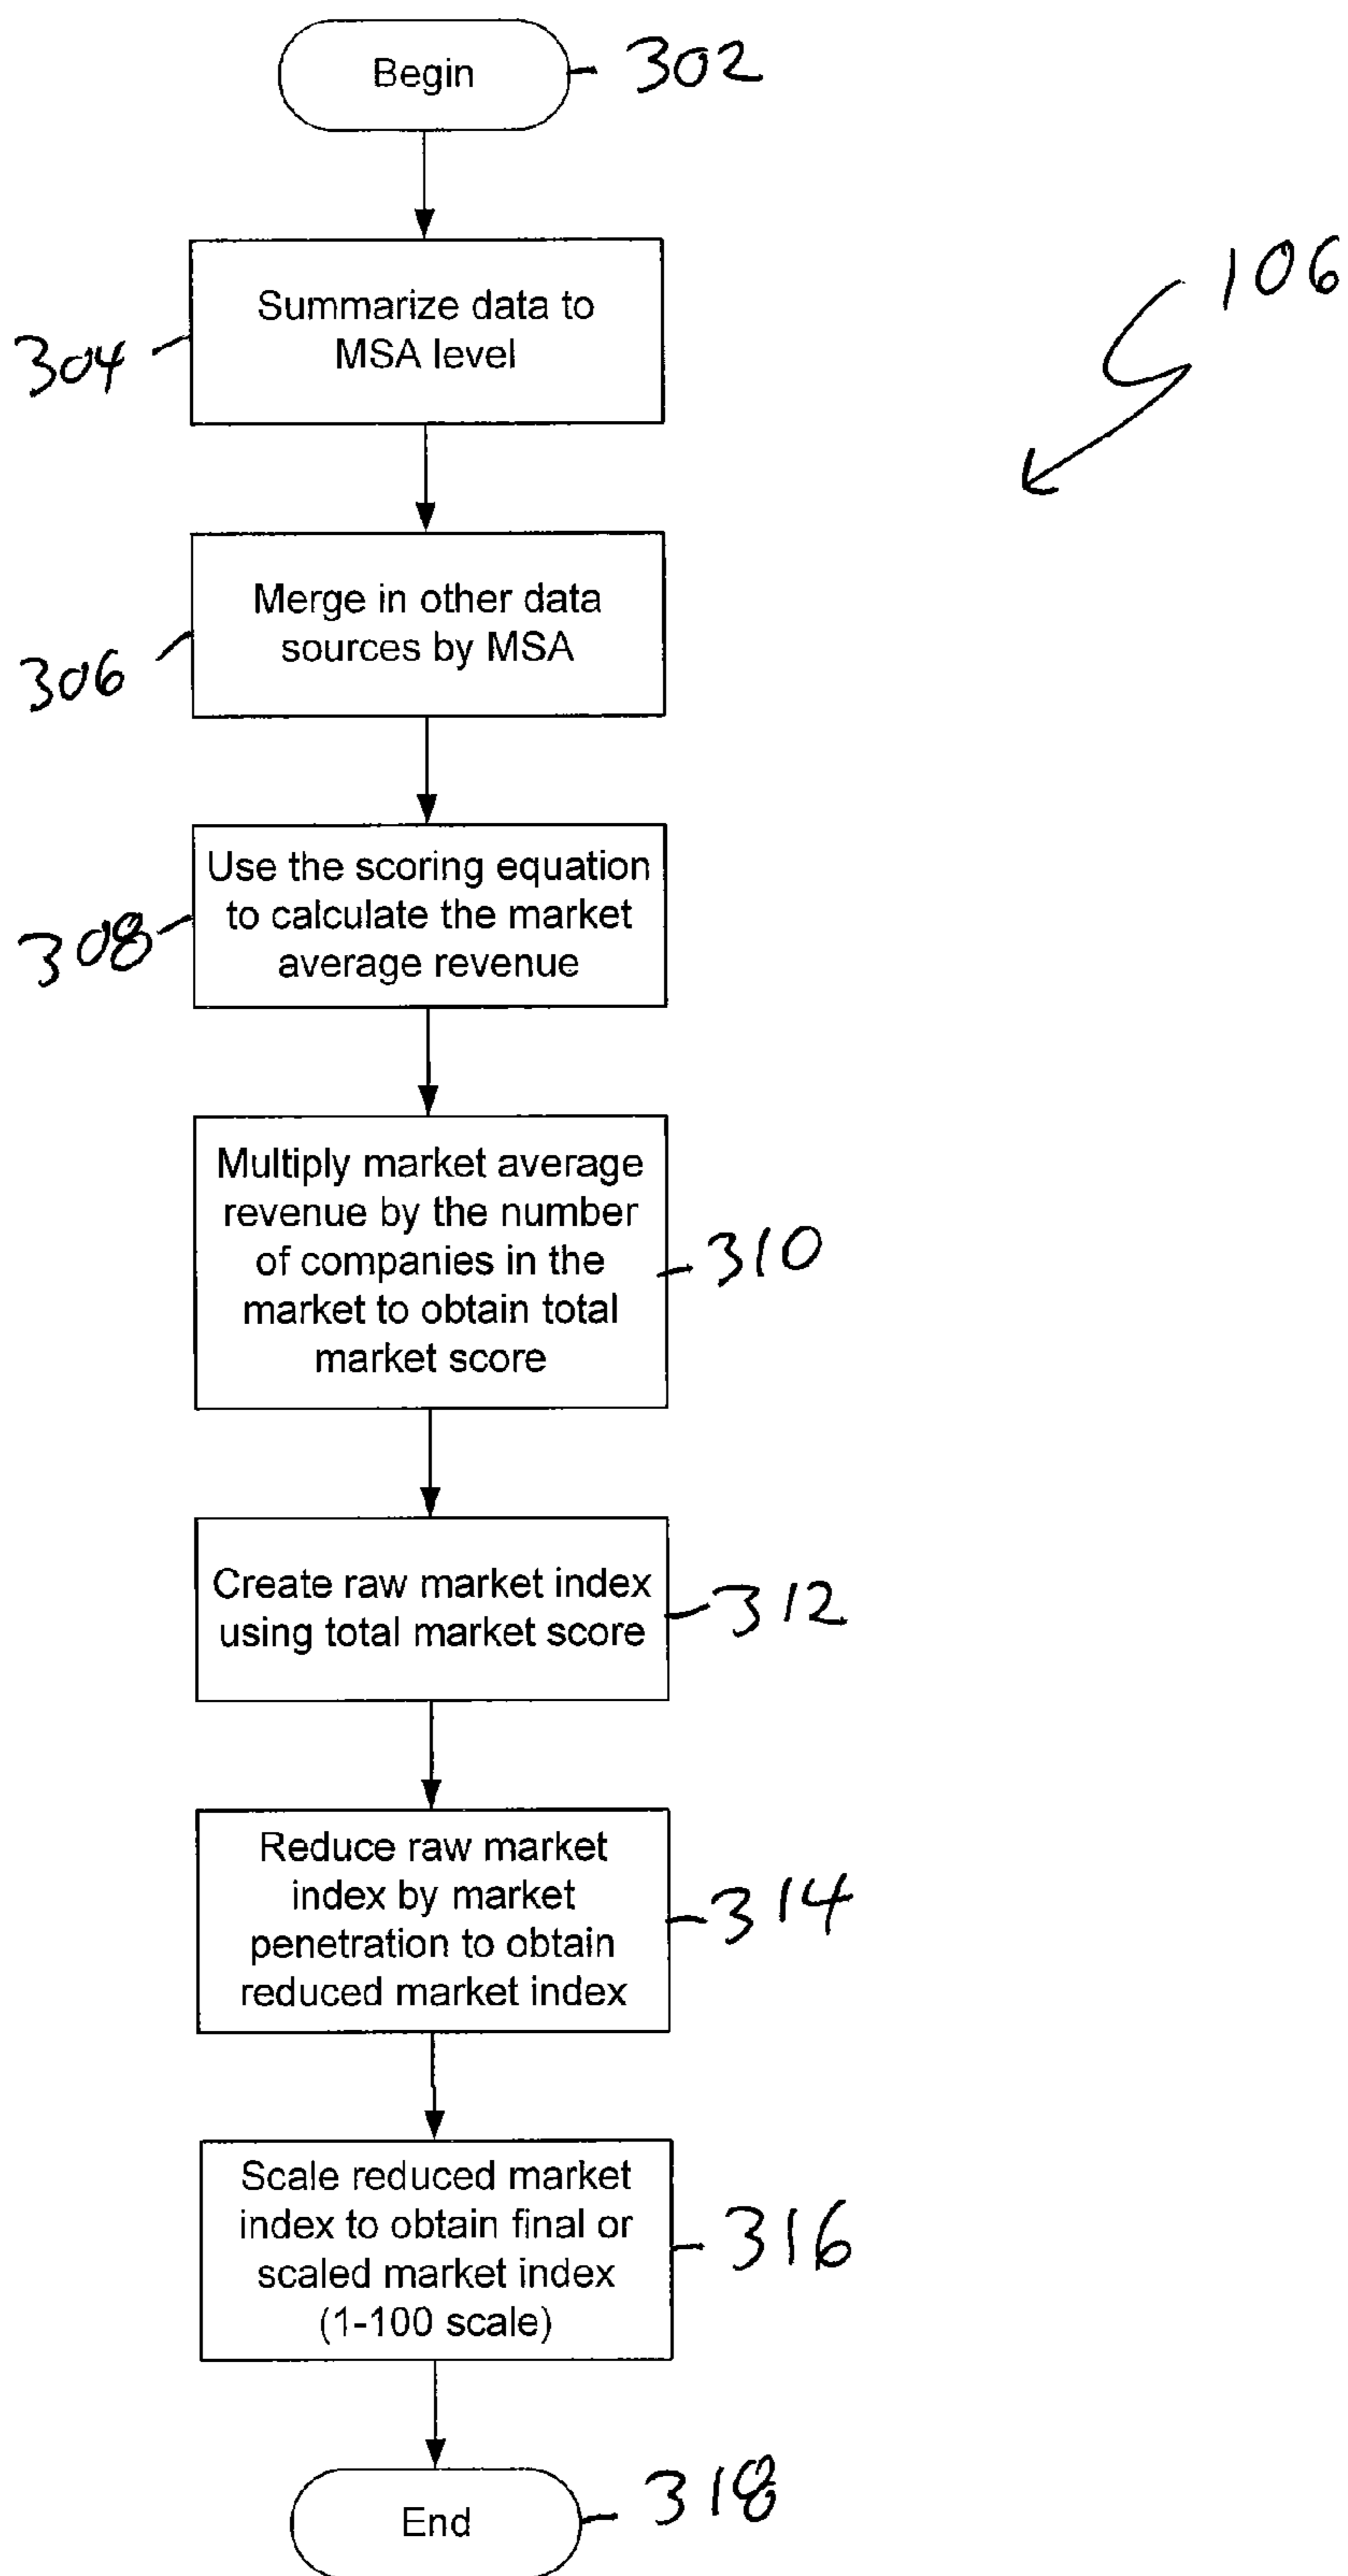 Begin
302
106
Summarize data to
MSA level
304
Merge in other data
sources by MSA
306
Use the scoring equation
to calculate the market
average revenue
308
Multiply market average
revenue by the number
of companies in the
market to obtain total
market score
310
Create raw market index
using total market score
312
Reduce raw market
index by market
penetration to obtain
reduced market index
314
Scale reduced market
index to obtain final or
scaled market index
(1-100 scale)
316
End
318